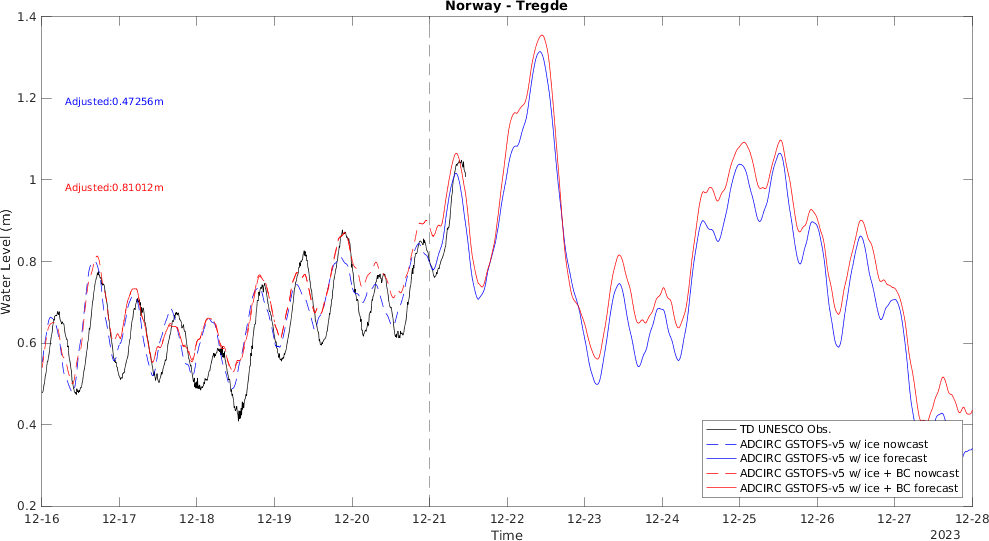 Norway - Tregde
1.4
1.2
1
0.8
0.6
0.4
0.2
Water Level (m)
Adjusted:0.47256m
Adjusted:0.81012m
TD UNESCO Obs.
ADCIRC GSTOFS-v5 w/ ice nowcast
ADCIRC GSTOFS-v5 w/ ice forecast
ADCIRC GSTOFS-v5 w/ ice + BC nowcast
ADCIRC GSTOFS-v5 w/ ice + BC forecast
12-16 12-17 12-18 12-19 12-20 12-21 12-22 12-23 12-24 12-25 12-26 12-27 12-28
Time
2023